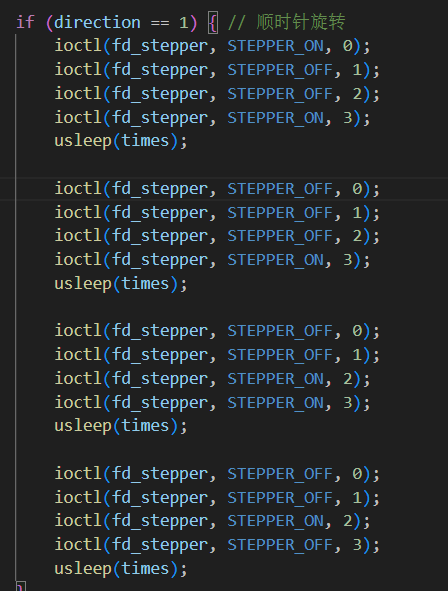 if (direction == 1) { // 顺时针旋转
    ioctl(fd_stepper, STEPPER_ON, 0);
    ioctl(fd_stepper, STEPPER_OFF, 1);
    ioctl(fd_stepper, STEPPER_OFF, 2);
    ioctl(fd_stepper, STEPPER_ON, 3);
    usleep(times);

    ioctl(fd_stepper, STEPPER_OFF, 0);
    ioctl(fd_stepper, STEPPER_OFF, 1);
    ioctl(fd_stepper, STEPPER_OFF, 2);
    ioctl(fd_stepper, STEPPER_ON, 3);
    usleep(times);

    ioctl(fd_stepper, STEPPER_OFF, 0);
    ioctl(fd_stepper, STEPPER_OFF, 1);
    ioctl(fd_stepper, STEPPER_ON, 2);
    ioctl(fd_stepper, STEPPER_ON, 3);
    usleep(times);

    ioctl(fd_stepper, STEPPER_OFF, 0);
    ioctl(fd_stepper, STEPPER_OFF, 1);
    ioctl(fd_stepper, STEPPER_ON, 2);
    ioctl(fd_stepper, STEPPER_OFF, 3);
    usleep(times);
}